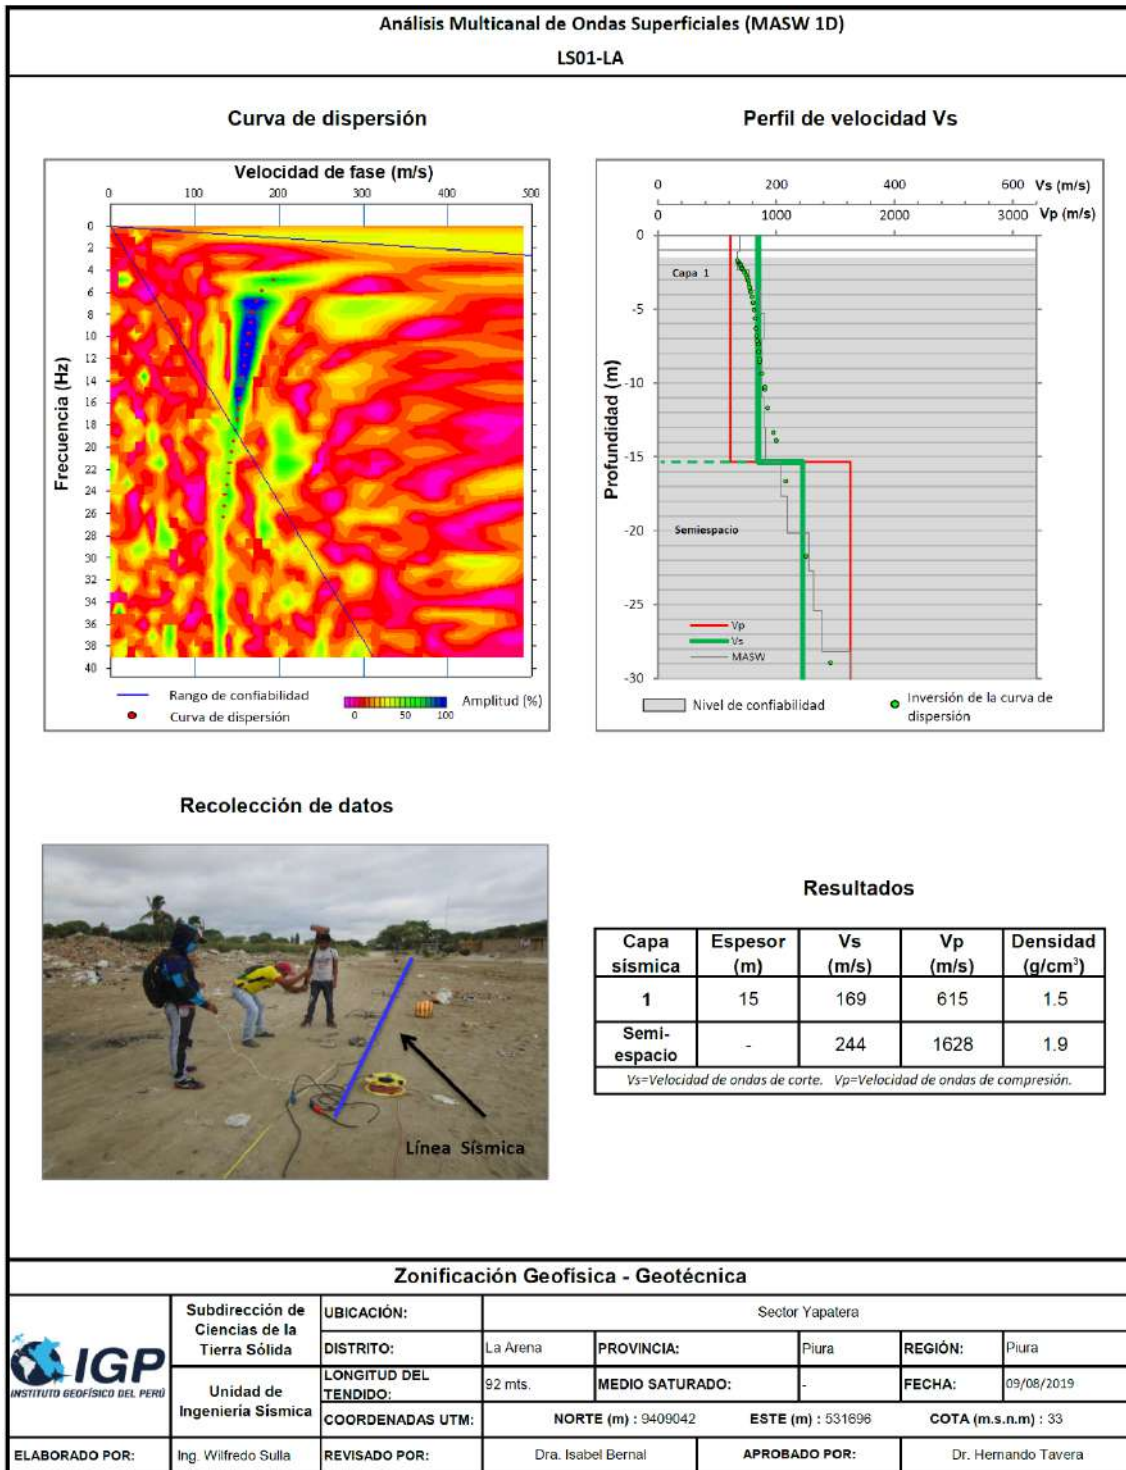 Análisis Multicanal de Ondas Superficiales (MASW 1D)
LS01-LA
Curva de dispersión
Velocidad de fase (m/s)
0 100 200 300 400 500
Frecuencia (Hz)
0
2
4
6
8
10
12
14
16
18
20
22
24
26
28
30
32
34
36
38
40
Rango de confiabilidad
Curva de dispersión
0 50 100
Amplitud (%)
Perfil de velocidad Vs
0 200 400 600 Vs (m/s)
0 1000 2000 3000 Vp (m/s)
Profundidad (m)
0
-5
-10
-15
-20
-25
-30
Capa 1
Semiespacio
Vp
Vs
MASW
Nivel de confiabilidad
Inversión de la curva de
dispersión
Recolección de datos
Línea Sísmica
Resultados
Capa sísmica Espesor (m) Vs (m/s) Vp (m/s) Densidad (g/cm³)
1 15 169 615 1.5
Semi-espacio - 244 1628 1.9
Vs=Velocidad de ondas de corte. Vp=Velocidad de ondas de compresión.
Zonificación Geofísica - Geotécnica
IGP
INSTITUTO GEOFÍSICO DEL PERÚ
Subdirección de
Ciencias de la
Tierra Sólida
Unidad de
Ingeniería Sísmica
UBICACIÓN: Sector Yapatera
DISTRITO: La Arena PROVINCIA: Piura REGIÓN: Piura
LONGITUD DEL TENDIDO: 92 mts. MEDIO SATURADO: - FECHA: 09/08/2019
COORDENADAS UTM: NORTE (m) : 9409042 ESTE (m) : 531696 COTA (m.s.n.m) : 33
ELABORADO POR: Ing. Wilfredo Sulla REVISADO POR: Dra. Isabel Bernal APROBADO POR: Dr. Hernando Tavera